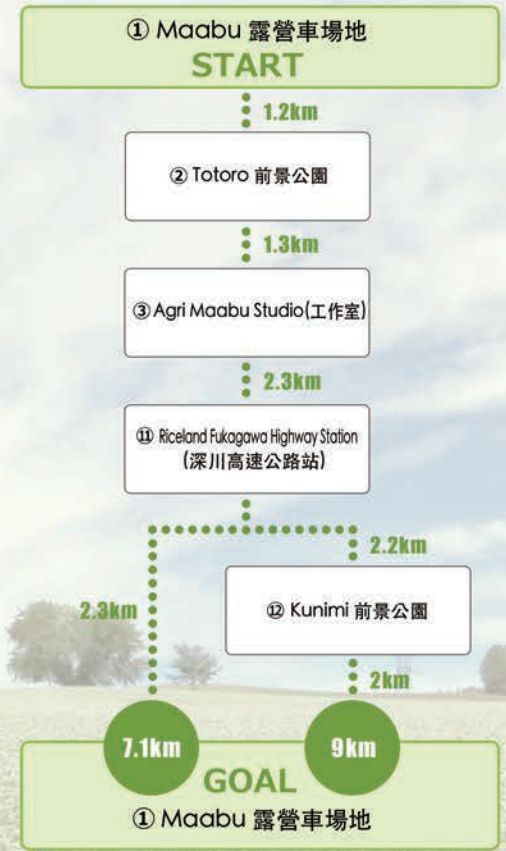 ① Maabu 露營車場地
START
1.2km
② Totoro 前景公園
1.3km
③ Agri Maabu Studio(工作室)
2.3km
⑪ Riceland Fukagawa Highway Station
(深川高速公路站)
2.2km
2.3km
⑫ Kunimi 前景公園
2km
7.1km
9km
GOAL
① Maabu 露營車場地